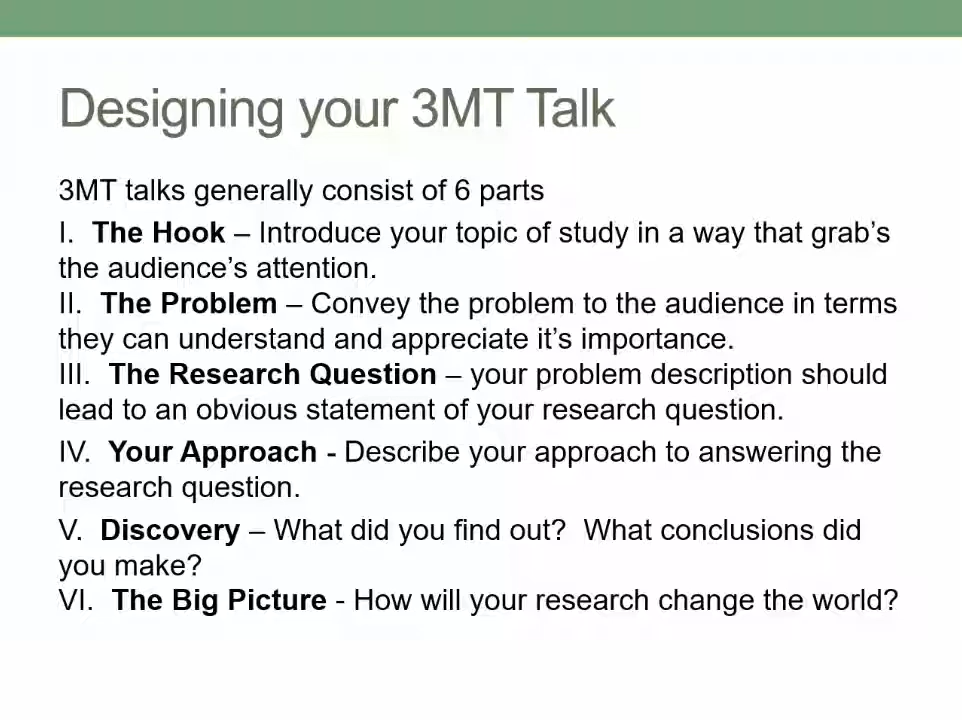 Designing your 3MT Talk
3MT talks generally consist of 6 parts
I.  The Hook – Introduce your topic of study in a way that grab’s
the audience’s attention.
II.  The Problem – Convey the problem to the audience in terms
they can understand and appreciate it’s importance.
III.  The Research Question – your problem description should
lead to an obvious statement of your research question.
IV.  Your Approach - Describe your approach to answering the
research question.
V.  Discovery – What did you find out?  What conclusions did
you make?
VI.  The Big Picture - How will your research change the world?